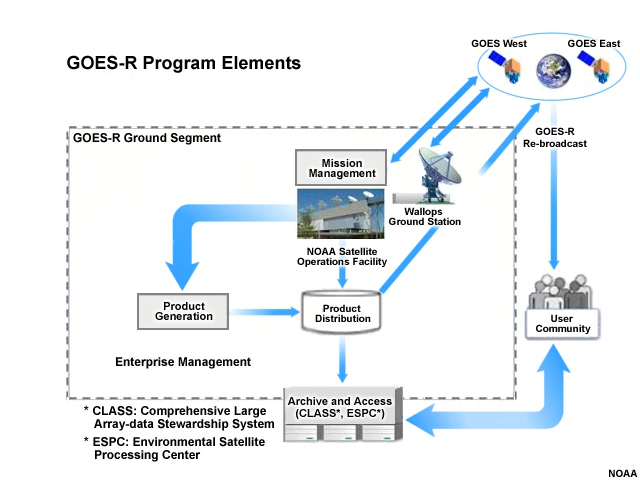 GOES West
GOES East
GOES-R Program Elements
GOES-R Ground Segment
GOES-R
Re-broadcast
Mission
Management
Wallops
Ground Station
NOAA Satellite
Operations Facility
Product
Generation
Product
Distribution
User
Community
Enterprise Management
Archive and Access
(CLASS*, ESPC*)
* CLASS: Comprehensive Large
Array-data Stewardship System
* ESPC: Environmental Satellite
Processing Center
NOAA